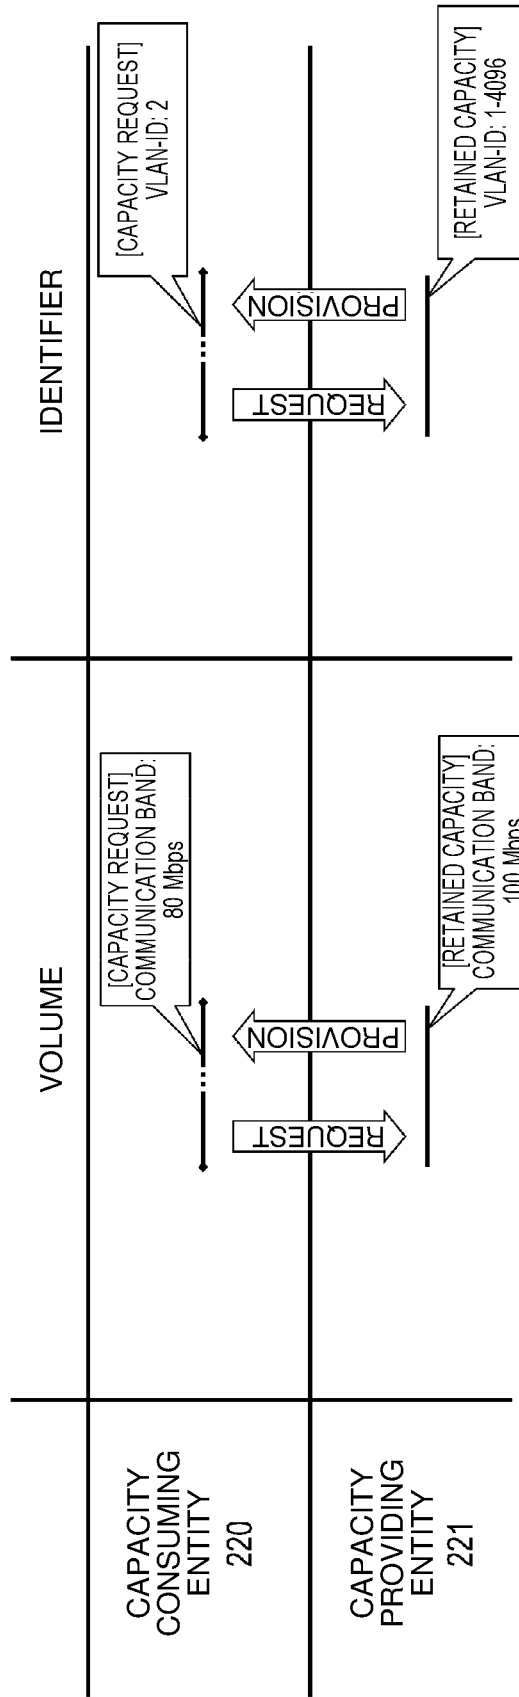 VOLUME
IDENTIFIER
CAPACITY
CONSUMING
ENTITY
220
[CAPACITY REQUEST]
COMMUNICATION BAND:
80 Mbps
[CAPACITY REQUEST]
VLAN-ID: 2
REQUEST
PROVISION
REQUEST
PROVISION
CAPACITY
PROVIDING
ENTITY
221
[RETAINED CAPACITY]
COMMUNICATION BAND:
100 Mbps
[RETAINED CAPACITY]
VLAN-ID: 1-4096